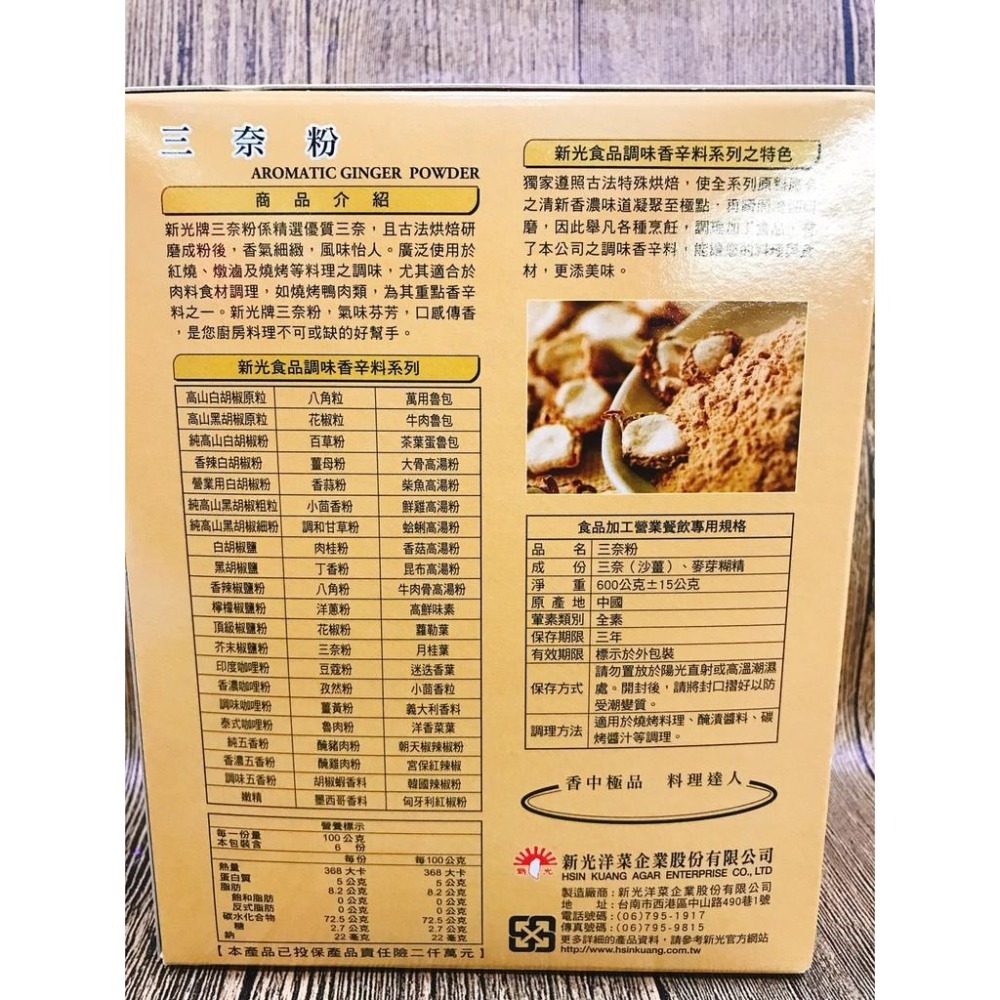 三奈粉
AROMATIC GINGER POWDER
商品介紹
新光牌三奈粉係精選優質三奈，且古法烘焙研
磨成粉後，香氣細緻，風味怡人。廣泛使用於
紅燒、燉滷及燒烤等料理之調味，尤其適合於
肉料食材調理，如燒烤鴨肉類，為其重點香辛
料之一。新光牌三奈粉，氣味芬芳，口感傳香
，是您廚房料理不可或缺的好幫手。
新光食品調味香辛料系列
高山白胡椒原粒 八角粒 萬用魯包
高山黑胡椒原粒 花椒粒 牛肉魯包
純高山白胡椒粉 百草粉 茶葉蛋魯包
香辣白胡椒粉 薑母粉 大骨高湯粉
營業用白胡椒粉 香蒜粉 柴魚高湯粉
純高山黑胡椒粗粒 小茴香粉 鮮雞高湯粉
純高山黑胡椒細粉 調和甘草粉 蛤蜊高湯粉
白胡椒鹽 肉桂粉 香菇高湯粉
黑胡椒鹽 丁香粉 昆布高湯粉
香辣椒鹽粉 八角粉 牛肉骨高湯粉
檸檬椒鹽粉 洋蔥粉 高鮮味素
頂級椒鹽粉 花椒粉 蘿勒葉
芥末椒鹽粉 三奈粉 月桂葉
印度咖哩粉 豆蔻粉 迷迭香葉
香濃咖哩粉 孜然粉 小茴香粒
調味咖哩粉 薑黃粉 義大利香料
泰式咖哩粉 魯肉粉 洋香菜葉
純五香粉 醃豬肉粉 朝天椒辣椒粉
香濃五香粉 醃雞肉粉 宮保紅辣椒
調味五香粉 胡椒蝦香料 韓國辣椒粉
嫩精 墨西哥香料 匈牙利紅椒粉
營養標示
每一份量 100公克
本包裝含 6 份
每份 每100公克
熱量 368大卡 368大卡
蛋白質 5公克 5公克
脂肪 8.2公克 8.2公克
飽和脂肪 0公克 0公克
反式脂肪 0公克 0公克
碳水化合物 72.5公克 72.5公克
糖 2.7公克 2.7公克
鈉 22毫克 22毫克
【本產品已投保產品責任險二仟萬元】
新光食品調味香辛料系列之特色
獨家遵照古法特殊烘焙，使全系列原料
之清新香濃味道凝聚至極點，再
磨，因此舉凡各種烹飪，調理加工
了本公司之調味香辛料，能讓您的
材，更添美味。
食品加工營業餐飲專用規格
品名 三奈粉
成份 三奈（沙薑）、麥芽糊精
淨重 600公克±15公克
原產地 中國
葷素類別 全素
保存期限 三年
有效期限 標示於外包裝
保存方式 請勿置放於陽光直射或高溫潮濕
處。開封後，請將封口摺好以防
受潮變質。
調理方法 適用於燒烤料理、醃漬醬料、碳
烤醬汁等調理。
香中極品 料理達人
新光
新光洋菜企業股份有限公司
HSIN KUANG AGAR ENTERPRISE CO., LTD
製造廠商：新光洋菜企業股份有限公司
地址：台南市西港區中山路490巷1號
電話號碼：(06)795-1917
傳真號碼：(06)795-9815
更多詳細的產品資料，請參考新光官方網站
http://www.hsinkuang.com.tw